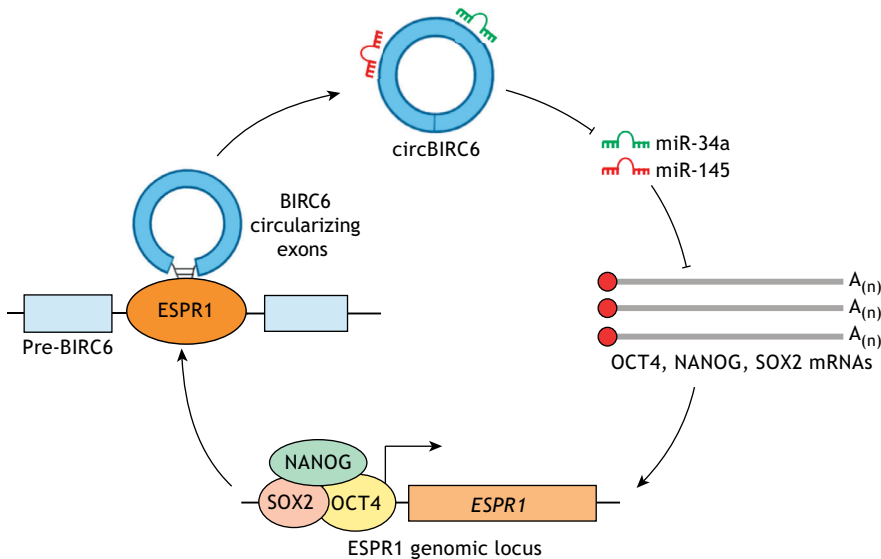 circBIRC6
miR-34a
miR-145
BIRC6
circularizing
exons
ESPR1
Pre-BIRC6
A(n)
A(n)
A(n)
OCT4, NANOG, SOX2 mRNAs
NANOG
SOX2
OCT4
ESPR1
ESPR1 genomic locus